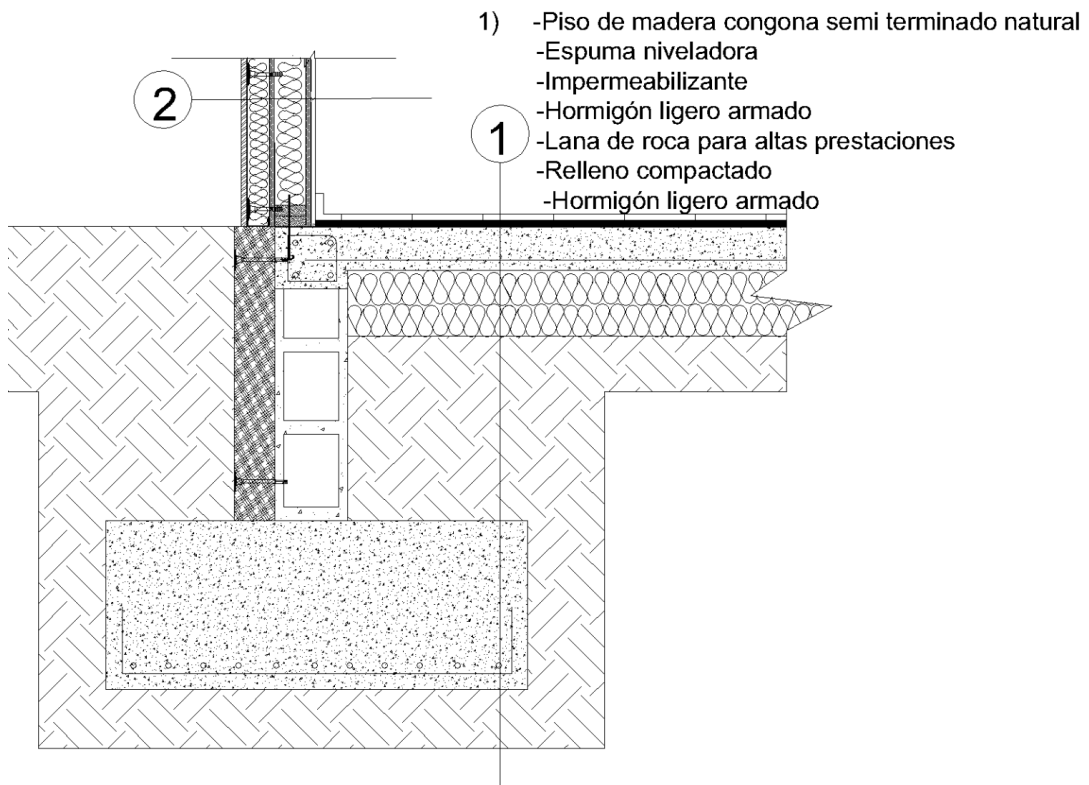 1) -Piso de madera congona semi terminado natural
-Espuma niveladora
-Impermeabilizante
-Hormigón ligero armado
-Lana de roca para altas prestaciones
-Relleno compactado
-Hormigón ligero armado
2
1